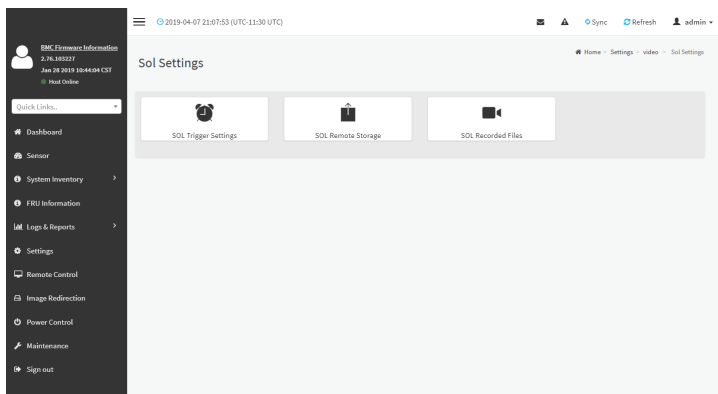 2019-04-07 21:07:53 (UTC-11:30 UTC)
Sync
Refresh
admin
BMC Firmware Information
2.76.103227
Jan 28 2019 10:44:04 CST
Host Online
Quick Links..
Dashboard
Sensor
System Inventory
FRU Information
Logs & Reports
Settings
Remote Control
Image Redirection
Power Control
Maintenance
Sign out
Sol Settings
Home > Settings > video > Sol Settings
SOL Trigger Settings
SOL Remote Storage
SOL Recorded Files